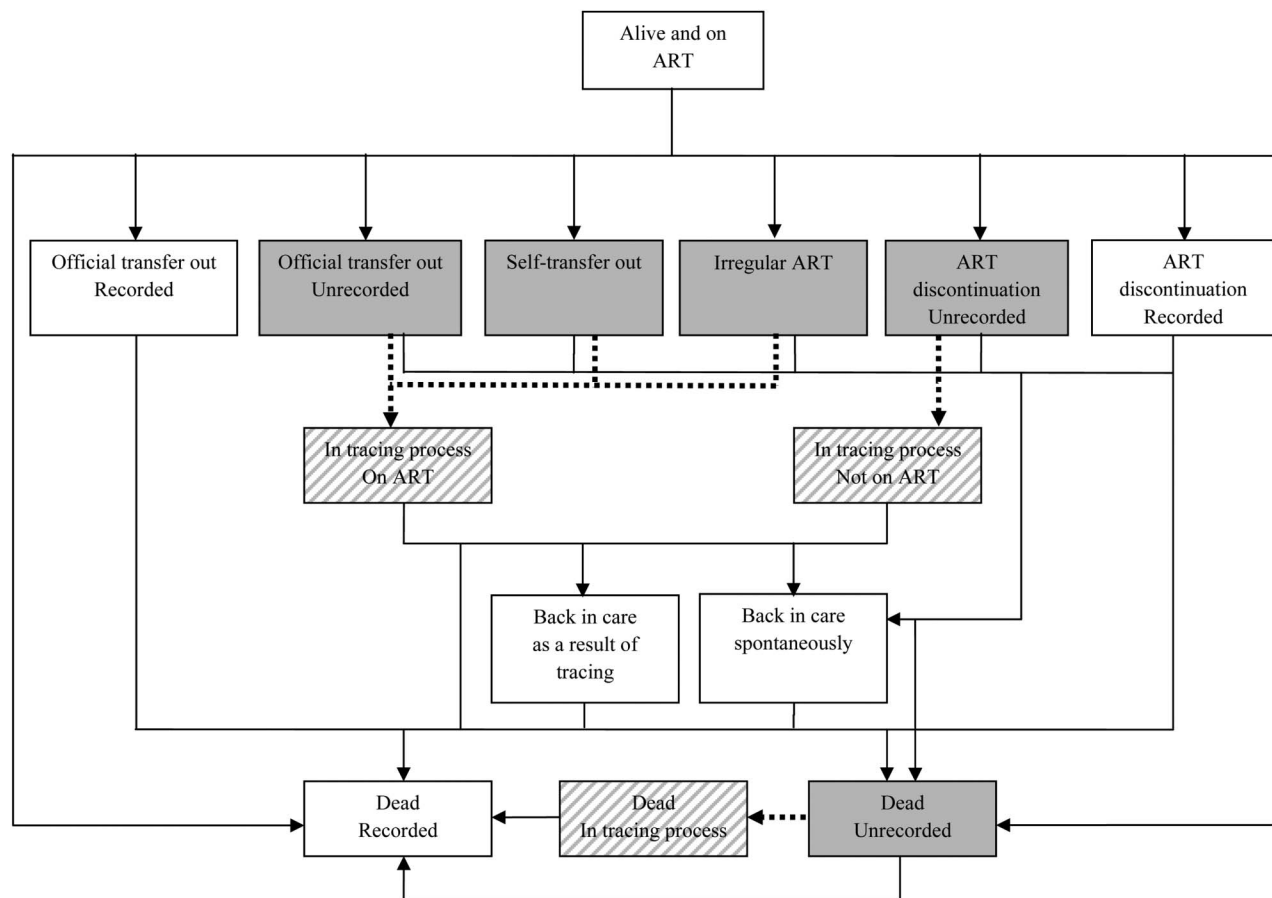 Alive and on
ART
Official transfer out
Recorded
Official transfer out
Unrecorded
Self-transfer out
Irregular ART
ART
discontinuation
Unrecorded
ART
discontinuation
Recorded
In tracing process
On ART
In tracing process
Not on ART
Back in care
as a result of
tracing
Back in care
spontaneously
Dead
Recorded
Dead
In tracing process
Dead
Unrecorded